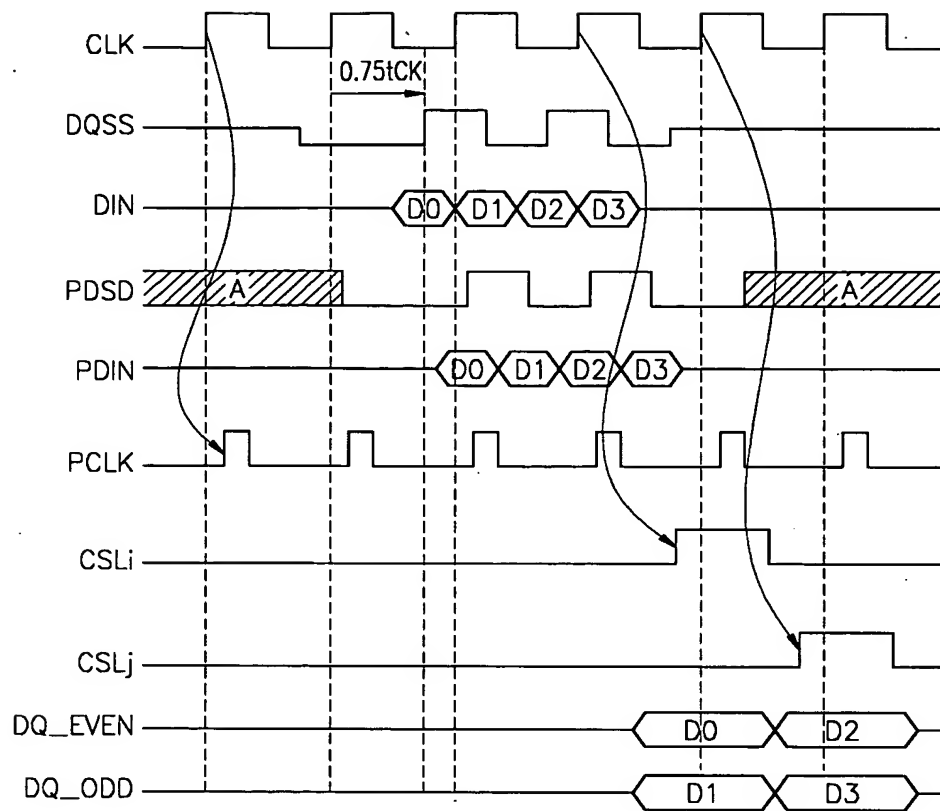 CLK
0.75tCK
DQSS
DIN D0 D1 D2 D3
PDSD A A
PDIN D0 D1 D2 D3
PCLK
CSLi
CSLj
DQ_EVEN D0 D2
DQ_ODD D1 D3